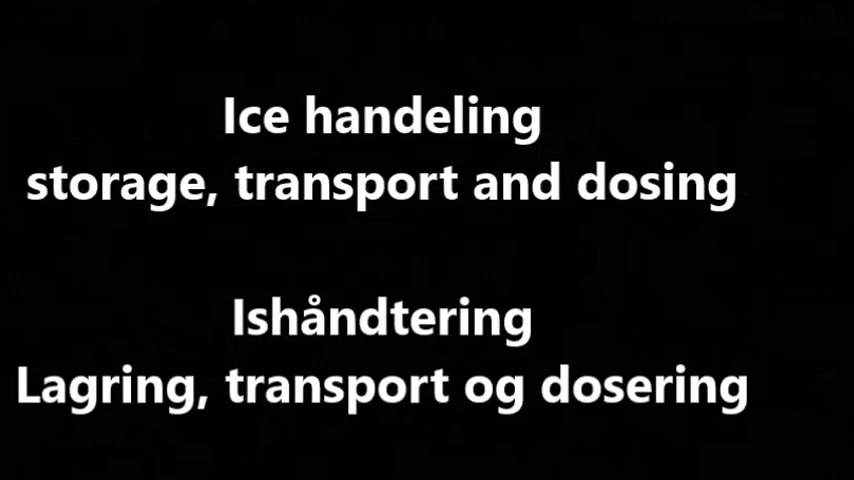 Ice handeling
storage, transport and dosing
Ishåndtering
Lagring, transport og dosering